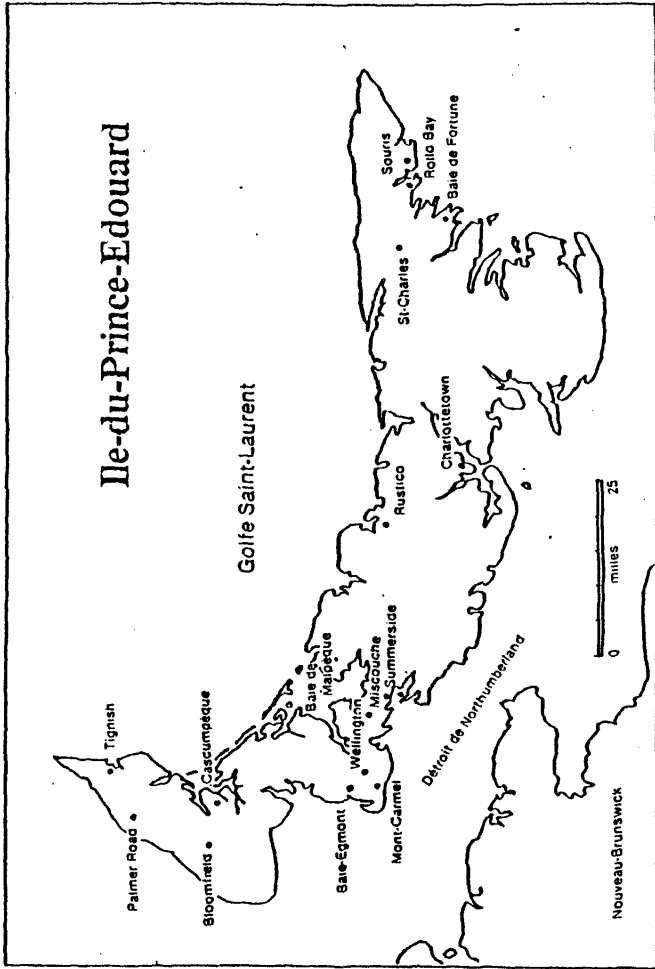 Ile-du-Prince-Edouard
Golfe Saint-Laurent
Tignish
Palmer Road
Cascumpèque
Bloomfield
Baie de
Malpèque
Wellington
Miscouche
Summerside
Baie-Egmont
Mont-Carmel
Rustico
Charlottetown
St-Charles
Souris
Rollo Bay
Baie de Fortune
Détroit de Northumberland
Nouveau-Brunswick
0 25
milles